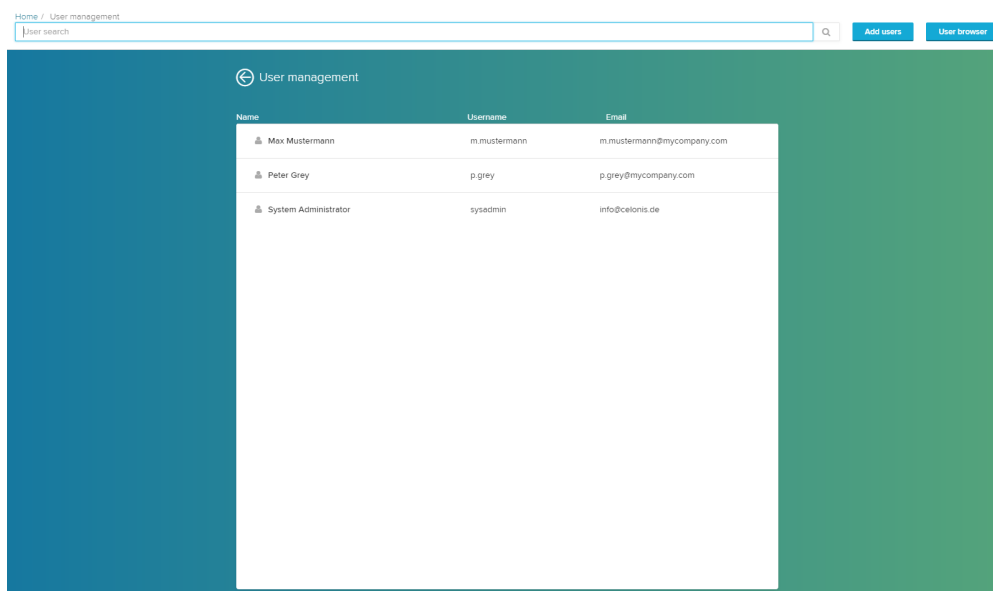 Home / User management
User search
Add users
User browser
User management
Name Username Email
Max Mustermann m.mustermann m.mustermann@mycompany.com
Peter Grey p.grey p.grey@mycompany.com
System Administrator sysadmin info@celonis.de